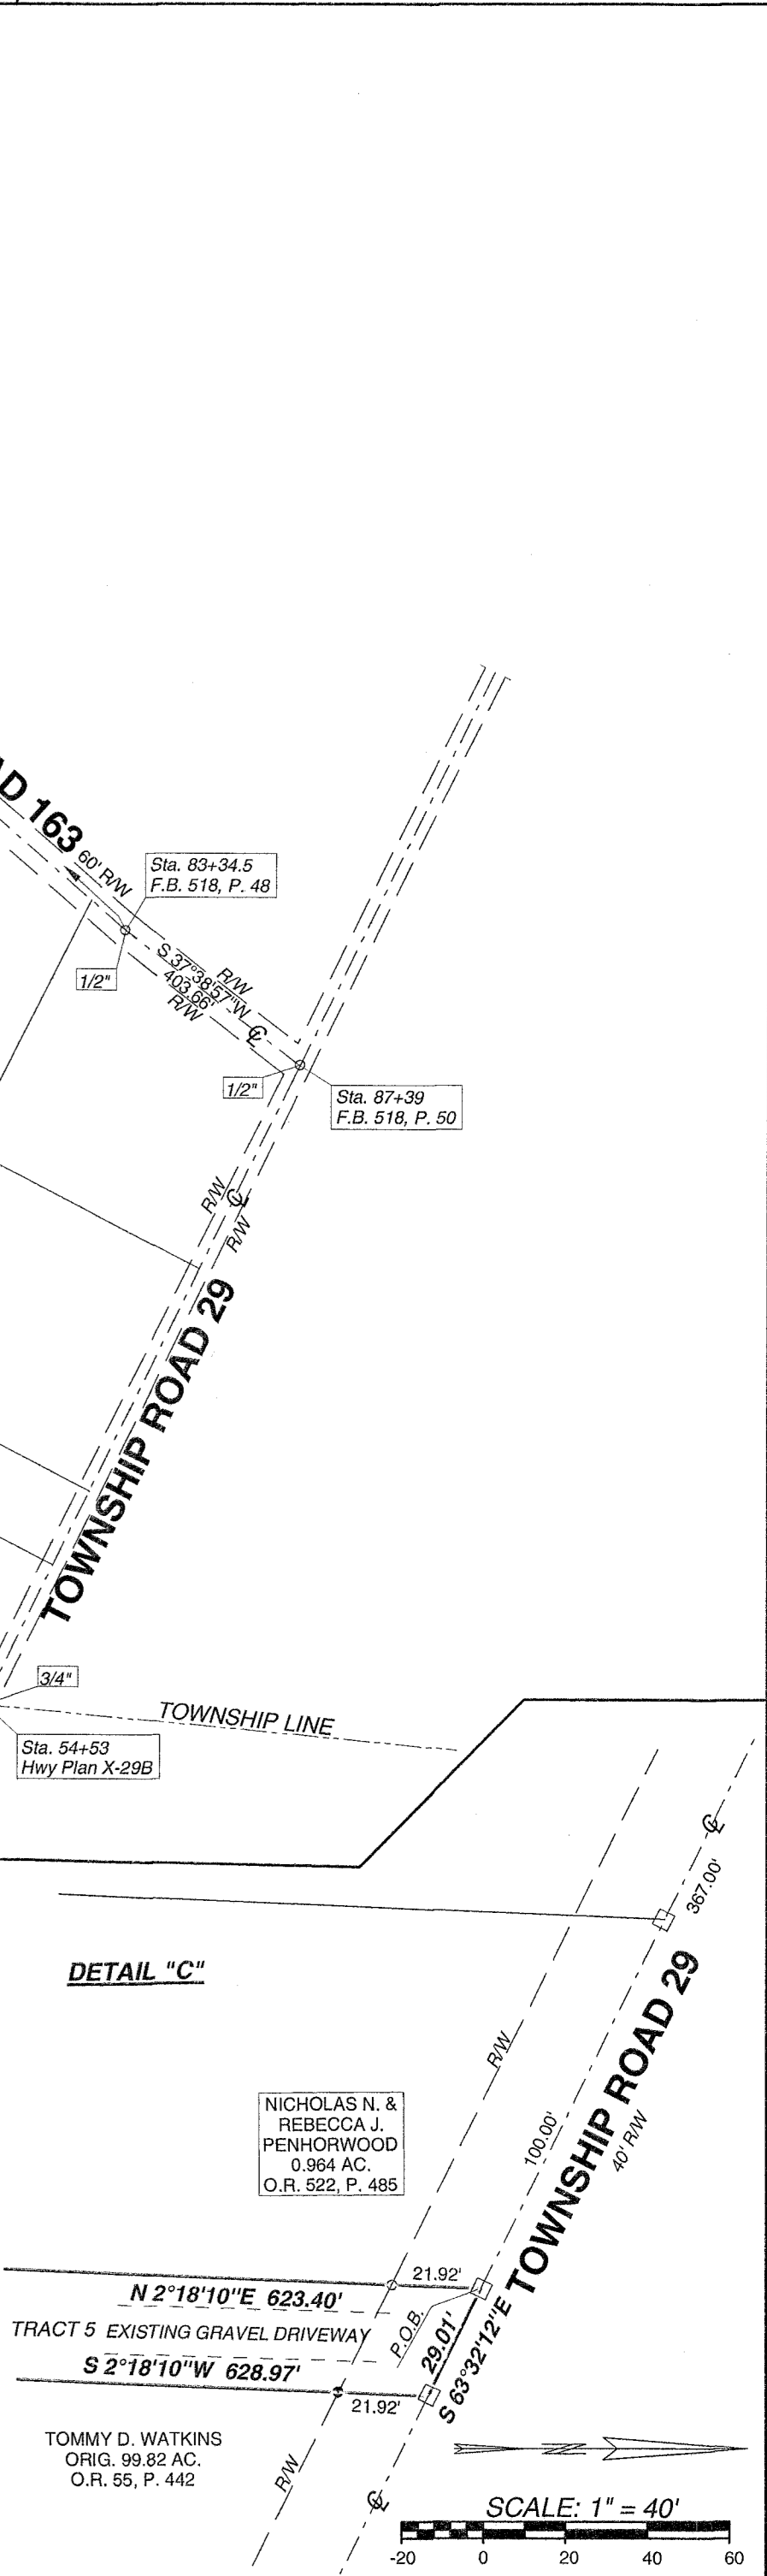 AD 163
60' R/W
Sta. 83+34.5
F.B. 518, P. 48
1/2"
S 37°38'57"W
403.66'
R/W
R/W
℄
1/2"
Sta. 87+39
F.B. 518, P. 50
R/W
℄
R/W
TOWNSHIP ROAD 29
3/4"
TOWNSHIP LINE
Sta. 54+53
Hwy Plan X-29B
℄
367.00'
DETAIL "C"
R/W
TOWNSHIP ROAD 29
40' R/W
100.00'
NICHOLAS N. &
REBECCA J.
PENHORWOOD
0.964 AC.
O.R. 522, P. 485
21.92'
N 2°18'10"E 623.40'
P.O.B.
29.01'
S 63°32'12"E
TRACT 5 EXISTING GRAVEL DRIVEWAY
S 2°18'10"W 628.97'
21.92'
TOMMY D. WATKINS
ORIG. 99.82 AC.
O.R. 55, P. 442
R/W
℄
N
SCALE: 1" = 40'
-20 0 20 40 60